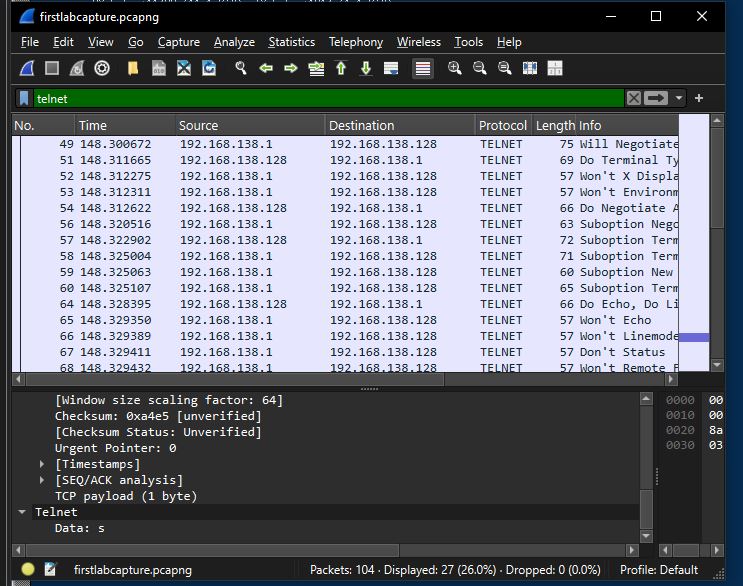 firstlabcapture.pcapng
File Edit View Go Capture Analyze Statistics Telephony Wireless Tools Help
telnet
No. Time Source Destination Protocol Length Info
49 148.300672 192.168.138.1 192.168.138.128 TELNET 75 Will Negotiate
51 148.311665 192.168.138.128 192.168.138.1 TELNET 69 Do Terminal Ty
52 148.312275 192.168.138.1 192.168.138.128 TELNET 57 Won't X Displa
53 148.312311 192.168.138.1 192.168.138.128 TELNET 57 Won't Environm
54 148.312622 192.168.138.128 192.168.138.1 TELNET 66 Do Negotiate A
56 148.320516 192.168.138.1 192.168.138.128 TELNET 63 Suboption Nego
57 148.322902 192.168.138.128 192.168.138.1 TELNET 72 Suboption Term
58 148.325004 192.168.138.1 192.168.138.128 TELNET 71 Suboption Term
59 148.325063 192.168.138.1 192.168.138.128 TELNET 60 Suboption New
60 148.325107 192.168.138.1 192.168.138.128 TELNET 65 Suboption Term
64 148.328395 192.168.138.128 192.168.138.1 TELNET 66 Do Echo, Do Li
65 148.329350 192.168.138.1 192.168.138.128 TELNET 57 Won't Echo
66 148.329389 192.168.138.1 192.168.138.128 TELNET 57 Won't Linemode
67 148.329411 192.168.138.1 192.168.138.128 TELNET 57 Don't Status
68 148.329432 192.168.138.1 192.168.138.128 TELNET 57 Won't Remote F
[Window size scaling factor: 64]
Checksum: 0xa4e5 [unverified]
[Checksum Status: Unverified]
Urgent Pointer: 0
[Timestamps]
[SEQ/ACK analysis]
TCP payload (1 byte)
Telnet
Data: s
0000 00
0010 00
0020 8a
0030 03
firstlabcapture.pcapng Packets: 104 · Displayed: 27 (26.0%) · Dropped: 0 (0.0%) Profile: Default